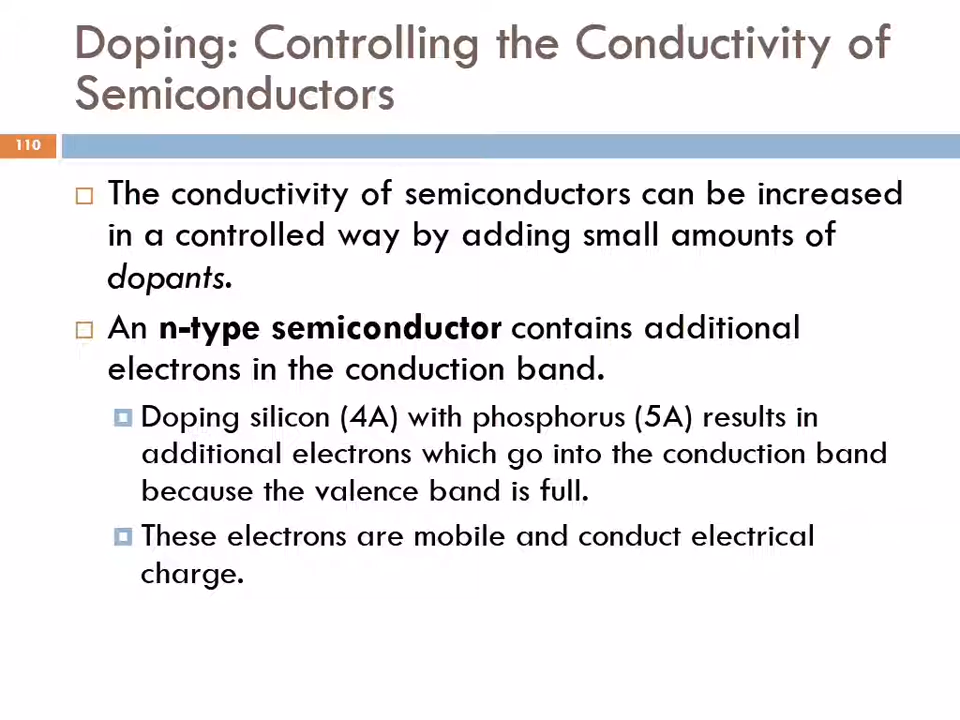 Doping: Controlling the Conductivity of
Semiconductors
110
The conductivity of semiconductors can be increased
in a controlled way by adding small amounts of
dopants.
An n-type semiconductor contains additional
electrons in the conduction band.
Doping silicon (4A) with phosphorus (5A) results in
additional electrons which go into the conduction band
because the valence band is full.
These electrons are mobile and conduct electrical
charge.